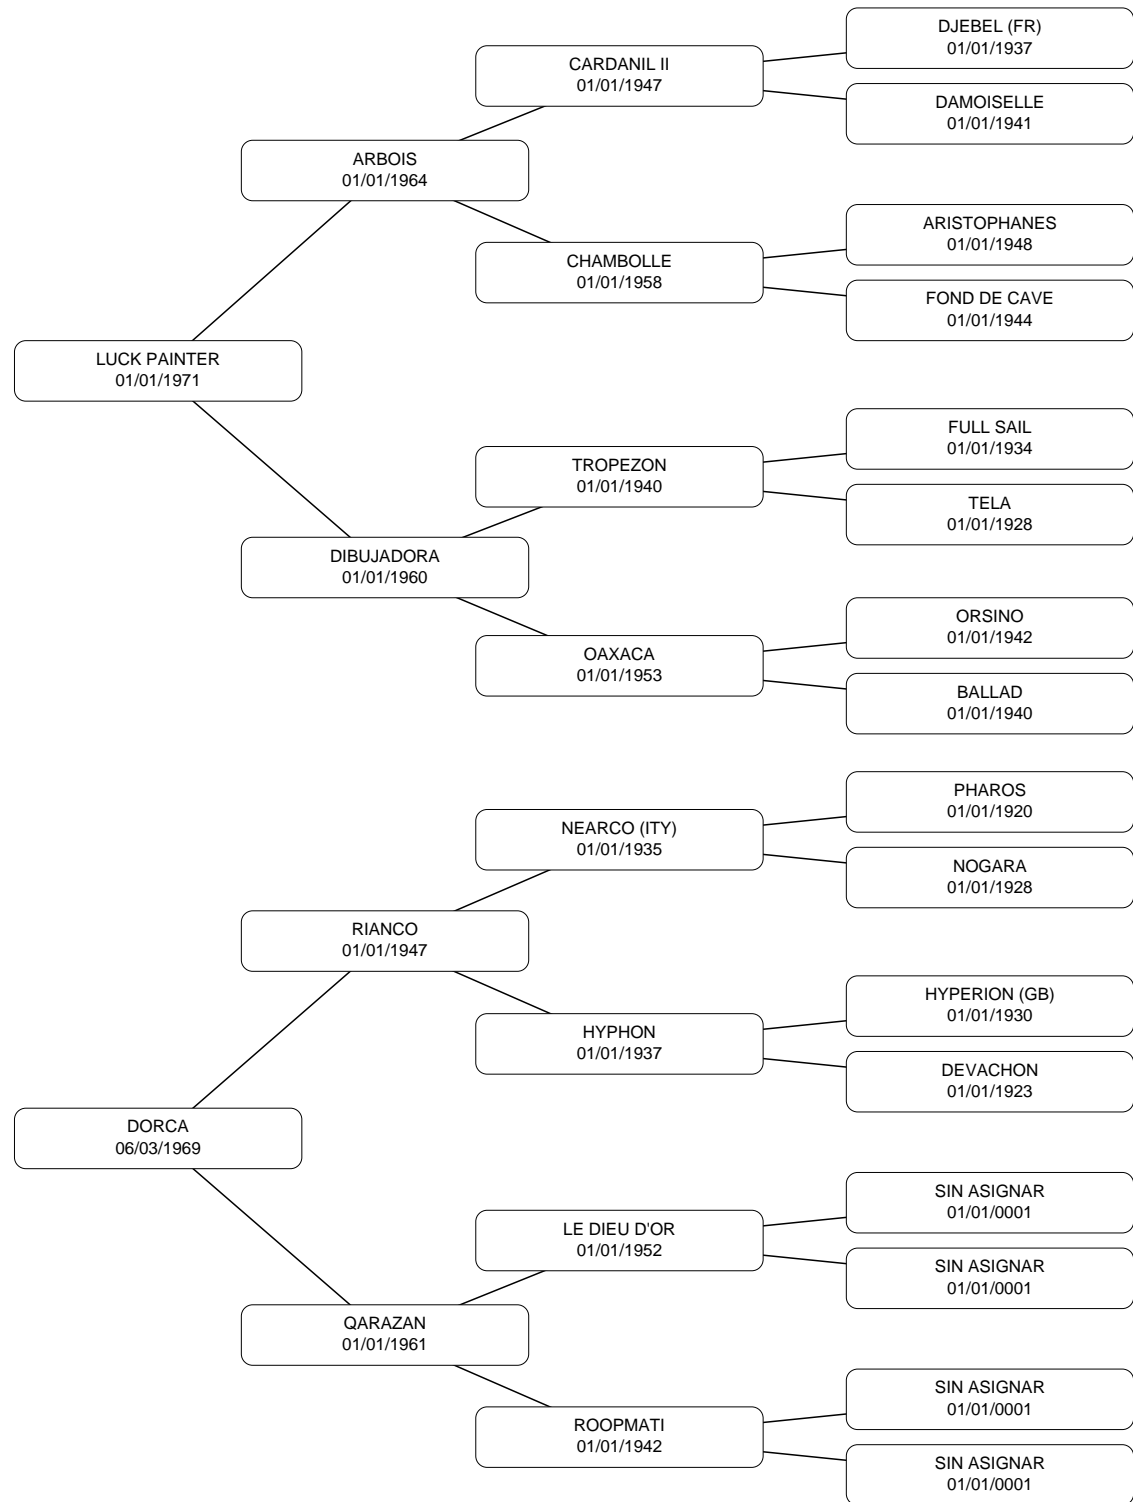 DJEBEL (FR)
01/01/1937
CARDANIL II
01/01/1947
DAMOISELLE
01/01/1941
ARBOIS
01/01/1964
ARISTOPHANES
01/01/1948
CHAMBOLLE
01/01/1958
FOND DE CAVE
01/01/1944
LUCK PAINTER
01/01/1971
FULL SAIL
01/01/1934
TROPEZON
01/01/1940
TELA
01/01/1928
DIBUJADORA
01/01/1960
ORSINO
01/01/1942
OAXACA
01/01/1953
BALLAD
01/01/1940
PHAROS
01/01/1920
NEARCO (ITY)
01/01/1935
NOGARA
01/01/1928
RIANCO
01/01/1947
HYPERION (GB)
01/01/1930
HYPHON
01/01/1937
DEVACHON
01/01/1923
DORCA
06/03/1969
SIN ASIGNAR
01/01/0001
LE DIEU D'OR
01/01/1952
SIN ASIGNAR
01/01/0001
QARAZAN
01/01/1961
SIN ASIGNAR
01/01/0001
ROOPMATI
01/01/1942
SIN ASIGNAR
01/01/0001